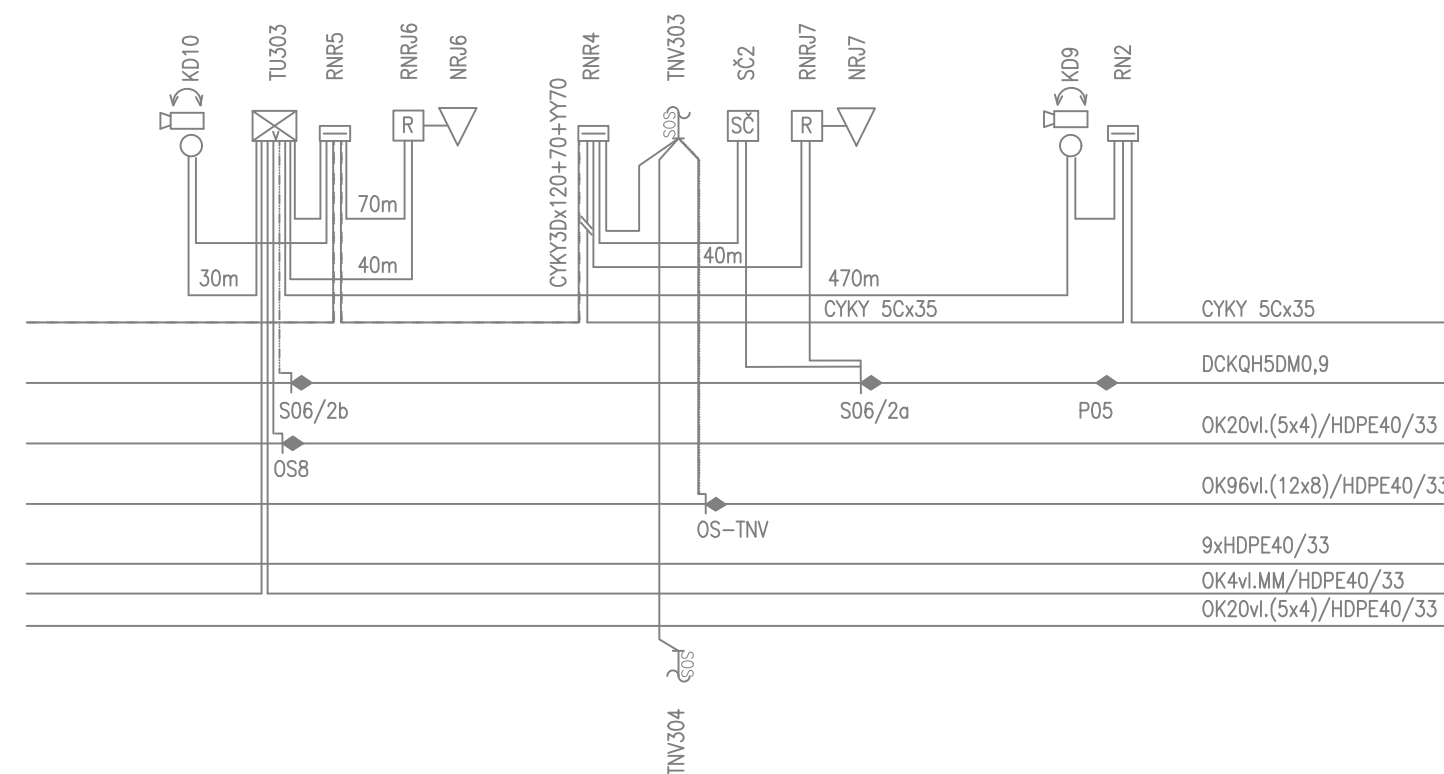 KD10
TU303
RNR5
RNRJ6
NRJ6
RNR4
TNV303
SČ2
RNRJ7
NRJ7
KD9
RN2
V
R
SOS
SČ
R
CYKY3Dx120+70+YY70
70m
40m
30m
40m
470m
CYKY 5Cx35
CYKY 5Cx35
DCKQH5DM0,9
S06/2b
S06/2a
P05
OK20vl.(5x4)/HDPE40/33
OS8
OK96vl.(12x8)/HDPE40/33
OS-TNV
9xHDPE40/33
OK4vl.MM/HDPE40/33
OK20vl.(5x4)/HDPE40/33
SOS
TNV304